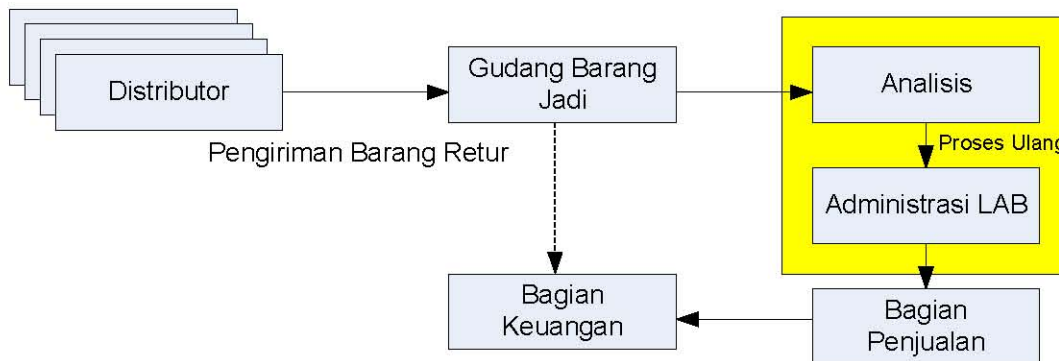 Distributor
Pengiriman Barang Retur
Gudang Barang
Jadi
Analisis
Proses Ulang
Administrasi LAB
Bagian
Keuangan
Bagian
Penjualan